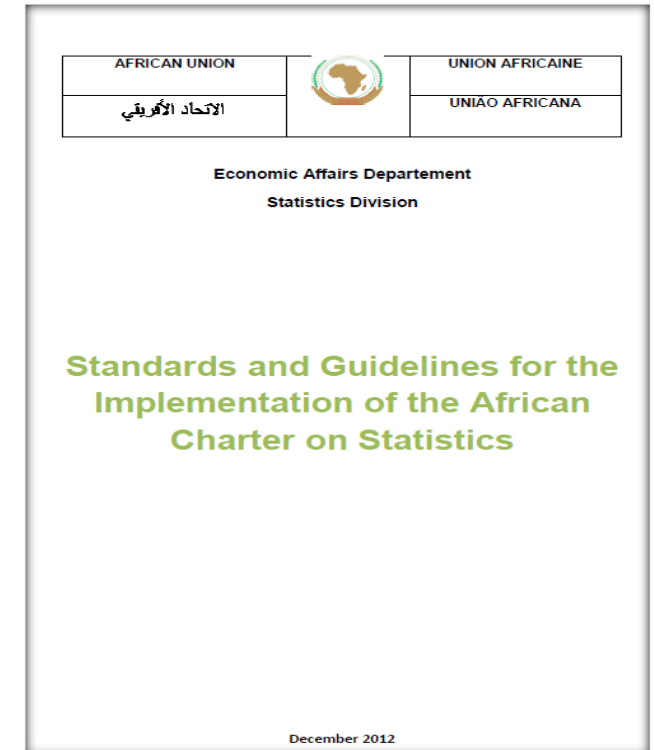 AFRICAN UNION
UNION AFRICAINE
الاتحاد الأفريقي
UNIÃO AFRICANA
Economic Affairs Departement
Statistics Division
Standards and Guidelines for the
Implementation of the African
Charter on Statistics
December 2012